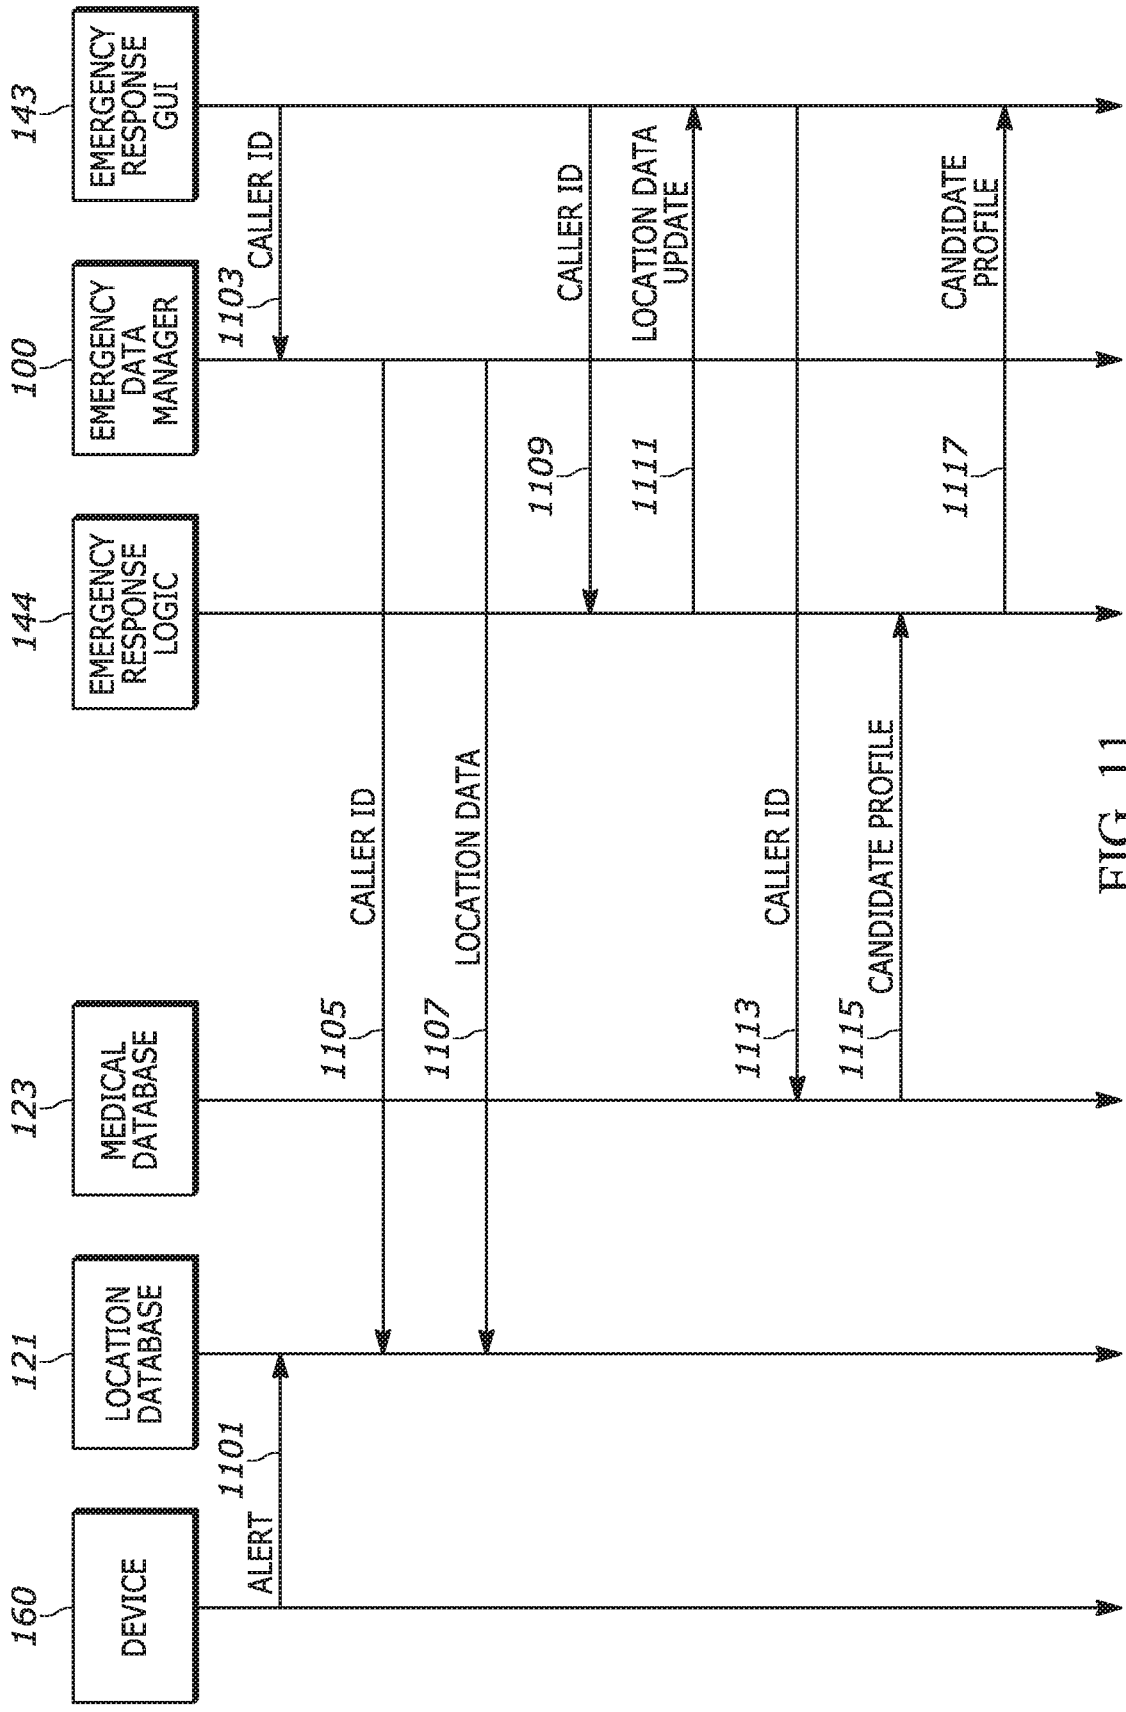 160
DEVICE
121
LOCATION
DATABASE
123
MEDICAL
DATABASE
144
EMERGENCY
RESPONSE
LOGIC
100
EMERGENCY
DATA
MANAGER
143
EMERGENCY
RESPONSE
GUI
ALERT
1101
1103
CALLER ID
1105
CALLER ID
1107
LOCATION DATA
1109
CALLER ID
1111
LOCATION DATA
UPDATE
1113
CALLER ID
1115
CANDIDATE PROFILE
1117
CANDIDATE
PROFILE
FIG. 11